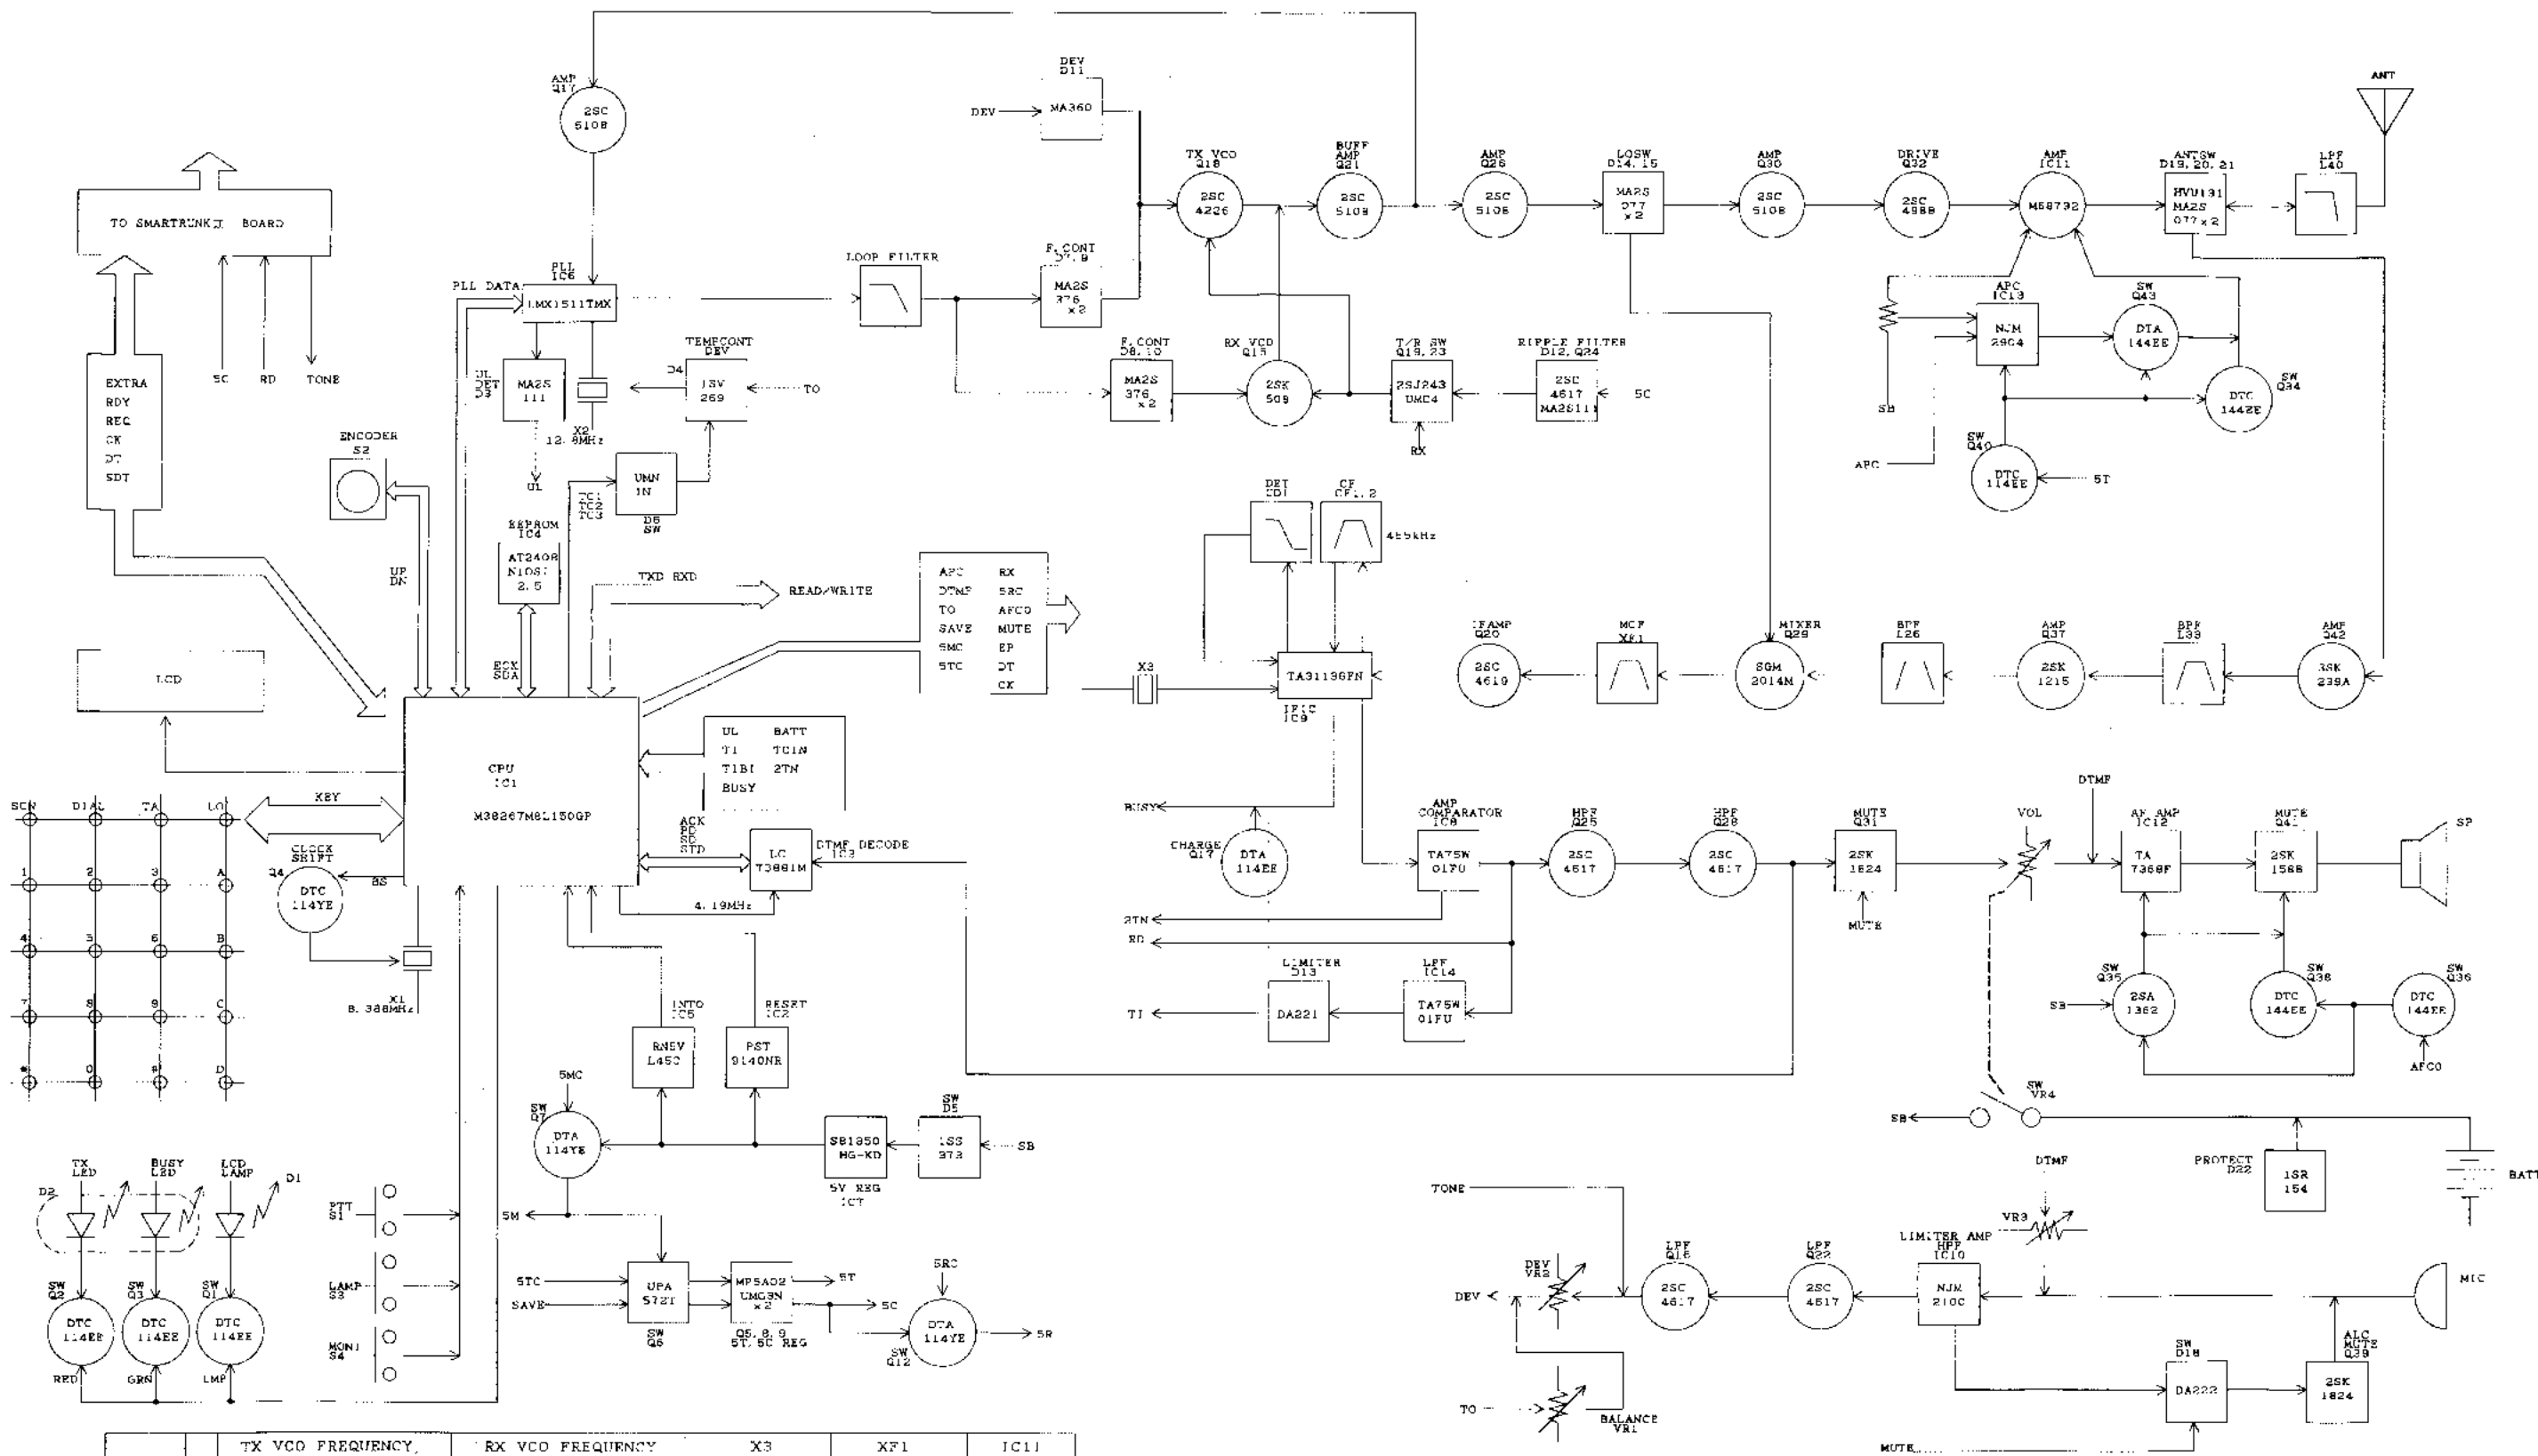 ANT
AMP
Q17
2SC
5108
DEV
D11
DEV
MA360
TX VCO
Q18
2SC
4226
BUFF
AMP
Q21
2SC
5108
AMP
Q26
2SC
5108
LOSW
D14, 15
MA2S
077
x2
AMP
Q30
2SC
5108
DRIVE
Q32
2SC
4988
AMP
IC11
M68732
ANTSW
D19, 20, 21
HVU131
MA2S
077x2
LPF
L40
TO SMARTRUNK II BOARD
5C
RD
TONE
EXTRA
RDY
REQ
CK
DT
SDT
PLL
IC6
PLL DATA
LMX1511TMX
LOOP FILTER
F. CONT
MA2S
376
x2
UL
DET
D3
MA2S
111
UL
X2
12.8MHz
TEMPCONT
DEV
D4
1SV
269
TO
F. CONT
D8, 10
MA2S
376
x2
RX VCO
Q15
2SK
508
T/R SW
Q19, 23
2SJ243
UMC4
RX
RIPPLE FILTER
D12, Q24
2SC
4617
MA2S111
5C
APC
IC13
NJM
2904
SW
Q43
DTA
144EE
SW
Q34
DTC
144EE
SB
APC
SW
Q40
DTC
114EE
5T
ENCODER
S2
UP
DN
TC1
TC2
TC3
UMN
1N
D6
SW
EEPROM
IC4
AT2408
2.5
ECK
SDA
TXD RXD
READ/WRITE
APC RX
DTMF SRC
TO AFCO
SAVE MUTE
5MC EP
5TC DT
CK
DET
CD1
CF
CF1, 2
455kHz
X3
TA31136FN
IFIC
IC9
IFAMP
Q20
2SC
4619
MCF
XF1
MIXER
Q29
SGM
2014M
BPF
L26
AMP
Q37
2SK
1215
BPF
L33
AMP
Q42
3SK
239A
LCD
CPU
IC1
M38267M8L150GP
UL BATT
TI TCIN
T1BI 2TN
BUSY
KEY
SCN DIAL TA LO
1 2 3 A
4 5 6 B
7 8 9 C
* 0 # D
CLOCK
SHIFT
Q4
DTC
114YE
BS
X1
8.388MHz
ACK
PD
SD
STD
LC
73881M
DTMF DECODE
IC3
4.19MHz
BUSY
CHARGE
Q17
DTA
114EE
AMP
COMPARATOR
IC8
TA75W
01FU
HPF
Q25
2SC
4617
HPF
Q28
2SC
4617
MUTE
Q31
2SK
1824
MUTE
VOL
DTMF
AF AMP
IC12
TA
7368F
MUTE
Q41
2SK
1588
SP
2TN
RD
LIMITER
D13
DA221
LPF
IC14
TA75W
01FU
TI
SW
Q35
2SA
1362
SB
SW
Q38
DTC
144EE
SW
Q36
DTC
144EE
AFCO
INTO
IC5
RN5V
L45C
RESET
IC2
PST
9140NR
5MC
SW
Q7
DTA
114YE
SB1350
HG-KD
5V REG
IC7
SW
D5
1SS
373
SB
SW
VR4
SB
PROTECT
D22
1SR
154
BATT
TX
LED
BUSY
LED
LCD
LAMP
D1
D2
SW
Q2
DTC
114EE
SW
Q3
DTC
114EE
SW
Q1
DTC
114EE
RED
GRN
LMP
PTT
S1
LAMP
S3
MONI
S4
5M
5TC
SAVE
UPA
572T
SW
Q6
MP5A02
UMG3N
x2
Q5, 8, 9
5T, 5C REG
5T
5C
SRC
DTA
114YE
SW
Q12
5R
TONE
DEV
VR2
DEV
LPF
Q16
2SC
4617
LPF
Q22
2SC
4617
LIMITER AMP
HPF
IC10
NJM
2100
DTMF
VR3
MIC
TO
BALANCE
VR1
SW
D18
DA222
ALC
MUTE
Q39
2SK
1824
MUTE
TX VCO FREQUENCY RX VCO FREQUENCY X3 XF1 IC11